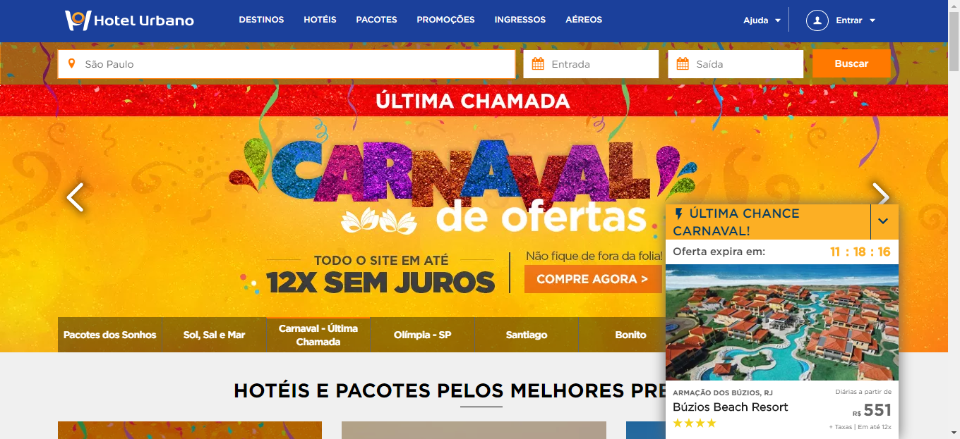 Hotel Urbano
DESTINOS HOTÉIS PACOTES PROMOÇÕES INGRESSOS AÉREOS
Ajuda
Entrar
São Paulo
Entrada
Saída
Buscar
ÚLTIMA CHAMADA
CARNAVAL
de ofertas
TODO O SITE EM ATÉ
12X SEM JUROS
Não fique de fora da folia!
COMPRE AGORA >
Pacotes dos Sonhos
Sol, Sal e Mar
Carnaval - Última
Chamada
Olímpia - SP
Santiago
Bonito
ÚLTIMA CHANCE
CARNAVAL!
Oferta expira em: 11 : 18 : 16
ARMAÇÃO DOS BÚZIOS, RJ
Búzios Beach Resort
Diárias a partir de
R$ 551
+ Taxas | Em até 12x
HOTÉIS E PACOTES PELOS MELHORES PRE